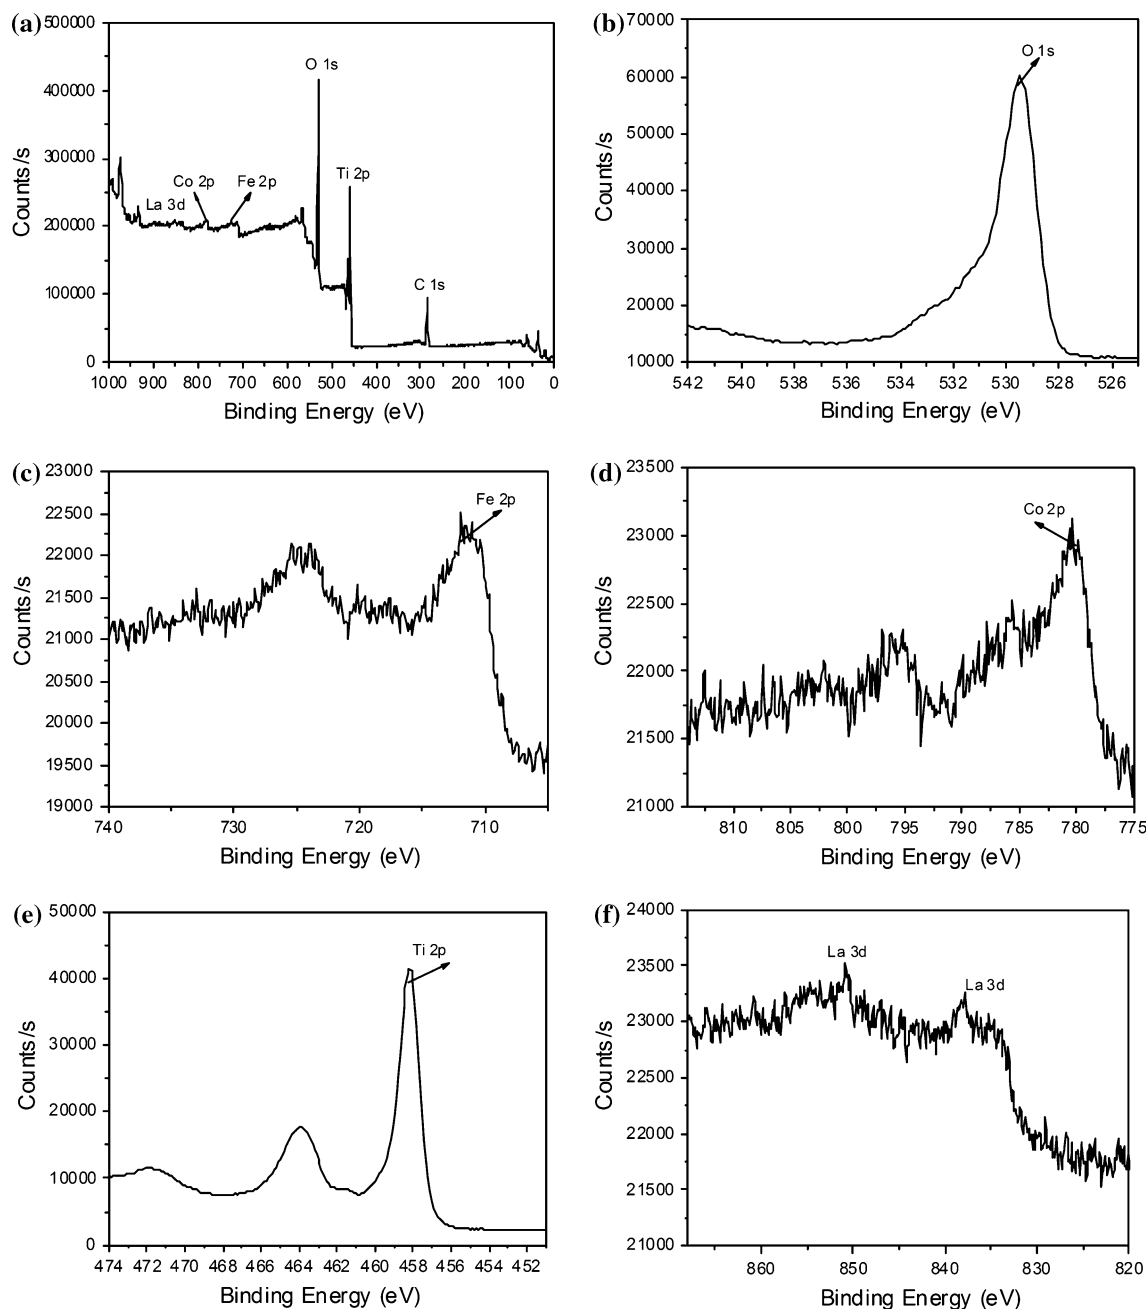 (a)
500000
400000
300000
200000
100000
0
Counts/s
O 1s
Ti 2p
Co 2p
Fe 2p
La 3d
C 1s
1000 900 800 700 600 500 400 300 200 100 0
Binding Energy (eV)
(b)
70000
60000
50000
40000
30000
20000
10000
Counts/s
O 1s
542 540 538 536 534 532 530 528 526
Binding Energy (eV)
(c)
23000
22500
22000
21500
21000
20500
20000
19500
19000
Counts/s
Fe 2p
740 730 720 710
Binding Energy (eV)
(d)
23500
23000
22500
22000
21500
21000
Counts/s
Co 2p
810 805 800 795 790 785 780 775
Binding Energy (eV)
(e)
50000
40000
30000
20000
10000
0
Counts/s
Ti 2p
474 472 470 468 466 464 462 460 458 456 454 452
Binding Energy (eV)
(f)
24000
23500
23000
22500
22000
21500
21000
Counts/s
La 3d
La 3d
860 850 840 830 820
Binding Energy (eV)